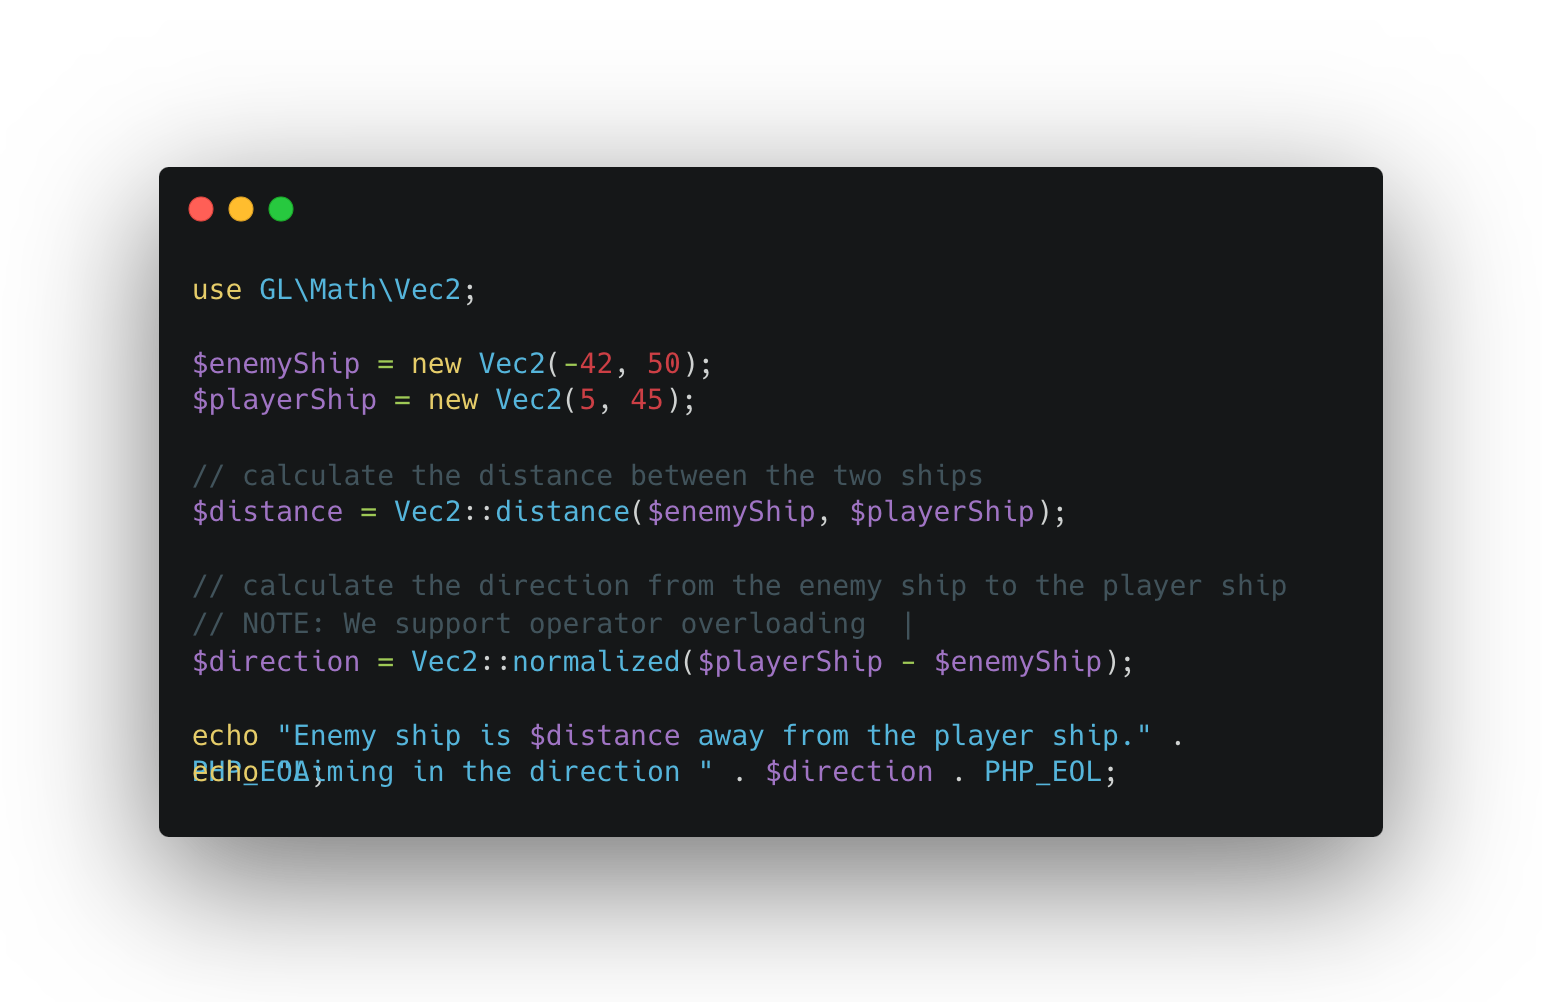 use GL\Math\Vec2;
$enemyShip = new Vec2(-42, 50);
$playerShip = new Vec2(5, 45);
// calculate the distance between the two ships
$distance = Vec2::distance($enemyShip, $playerShip);
// calculate the direction from the enemy ship to the player ship
// NOTE: We support operator overloading  |
$direction = Vec2::normalized($playerShip - $enemyShip);
echo "Enemy ship is $distance away from the player ship." .
PHP_EOL;
echo "Aiming in the direction " . $direction . PHP_EOL;